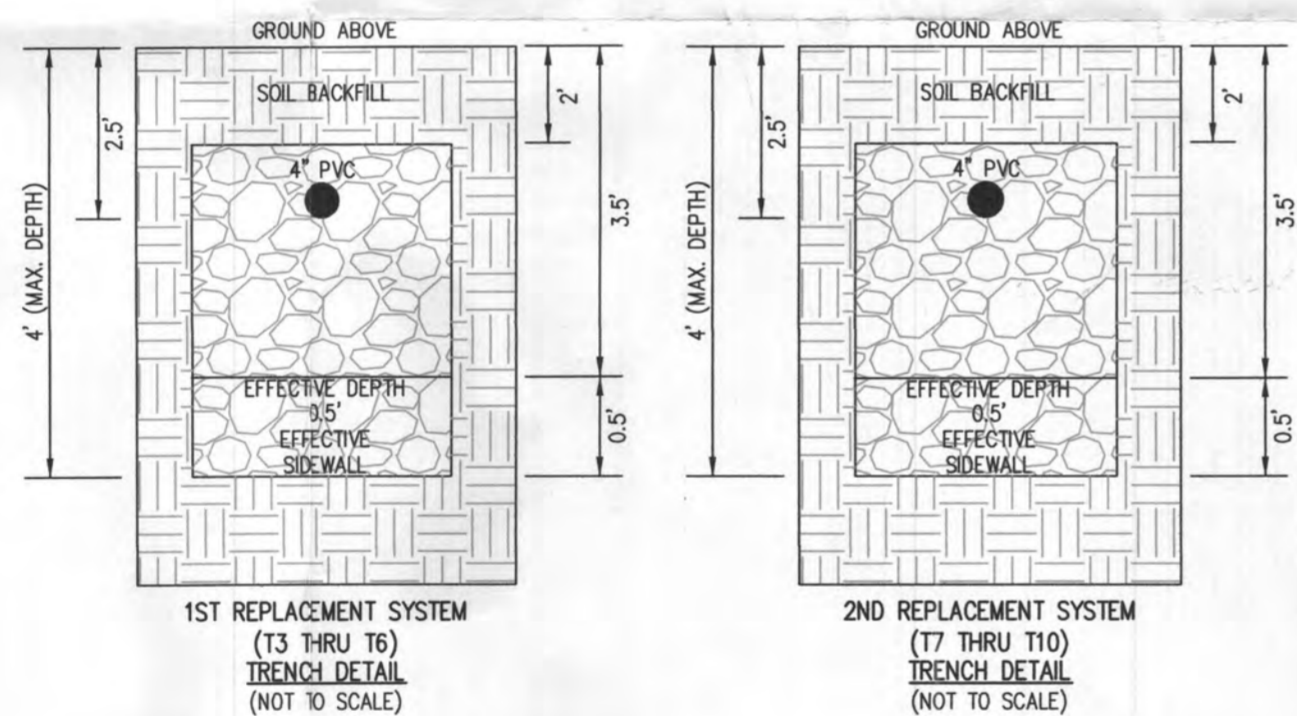 GROUND ABOVE
SOIL BACKFILL
4" PVC
2.5'
4' (MAX. DEPTH)
2'
3.5'
0.5'
EFFECTIVE DEPTH
0.5'
EFFECTIVE
SIDEWALL
1ST REPLACEMENT SYSTEM
(T3 THRU T6)
TRENCH DETAIL
(NOT TO SCALE)
GROUND ABOVE
SOIL BACKFILL
4" PVC
2.5'
4' (MAX. DEPTH)
2'
3.5'
0.5'
EFFECTIVE DEPTH
0.5'
EFFECTIVE
SIDEWALL
2ND REPLACEMENT SYSTEM
(T7 THRU T10)
TRENCH DETAIL
(NOT TO SCALE)